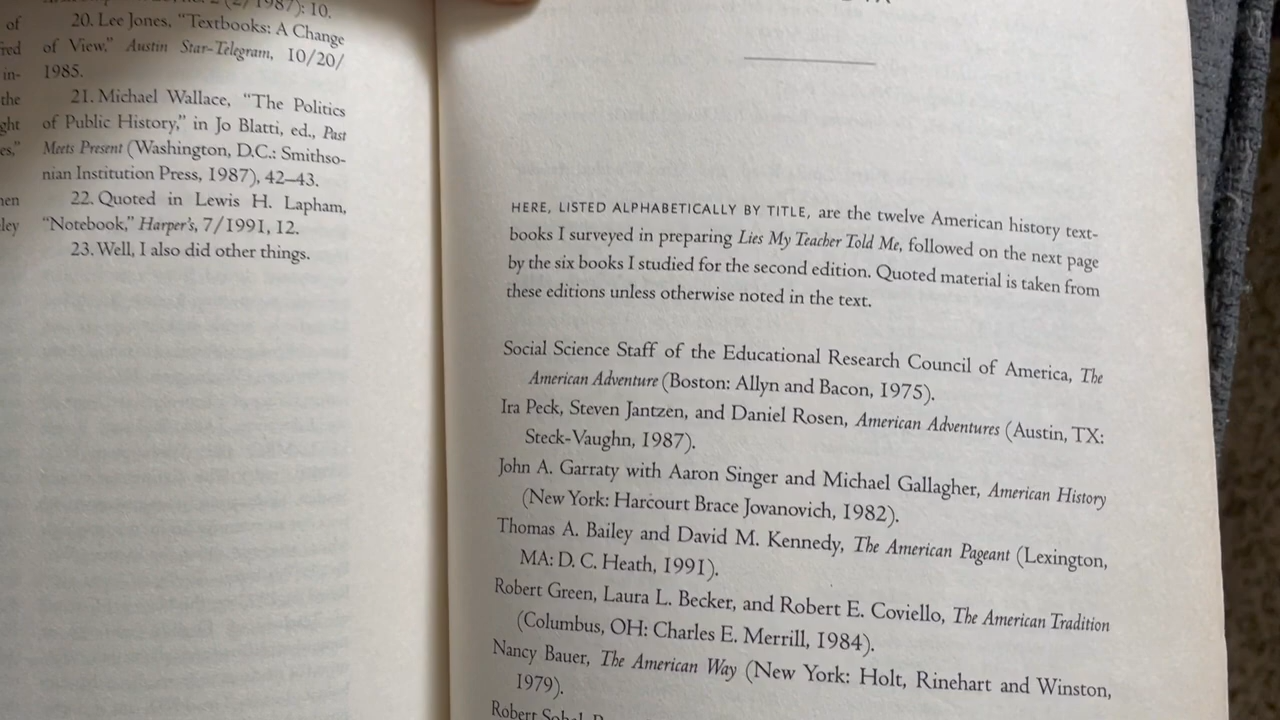 1987): 10.
20. Lee Jones, “Textbooks: A Change
of View,” Austin Star-Telegram, 10/20/
1985.
21. Michael Wallace, “The Politics
of Public History,” in Jo Blatti, ed., Past
Meets Present (Washington, D.C.: Smithso-
nian Institution Press, 1987), 42–43.
22. Quoted in Lewis H. Lapham,
“Notebook,” Harper’s, 7/1991, 12.
23. Well, I also did other things.
of
in-
the
HERE, LISTED ALPHABETICALLY BY TITLE, are the twelve American history text-
books I surveyed in preparing Lies My Teacher Told Me, followed on the next page
by the six books I studied for the second edition. Quoted material is taken from
these editions unless otherwise noted in the text.
Social Science Staff of the Educational Research Council of America, The
American Adventure (Boston: Allyn and Bacon, 1975).
Ira Peck, Steven Jantzen, and Daniel Rosen, American Adventures (Austin, TX:
Steck-Vaughn, 1987).
John A. Garraty with Aaron Singer and Michael Gallagher, American History
(New York: Harcourt Brace Jovanovich, 1982).
Thomas A. Bailey and David M. Kennedy, The American Pageant (Lexington,
MA: D. C. Heath, 1991).
Robert Green, Laura L. Becker, and Robert E. Coviello, The American Tradition
(Columbus, OH: Charles E. Merrill, 1984).
Nancy Bauer, The American Way (New York: Holt, Rinehart and Winston,
1979).
Robert